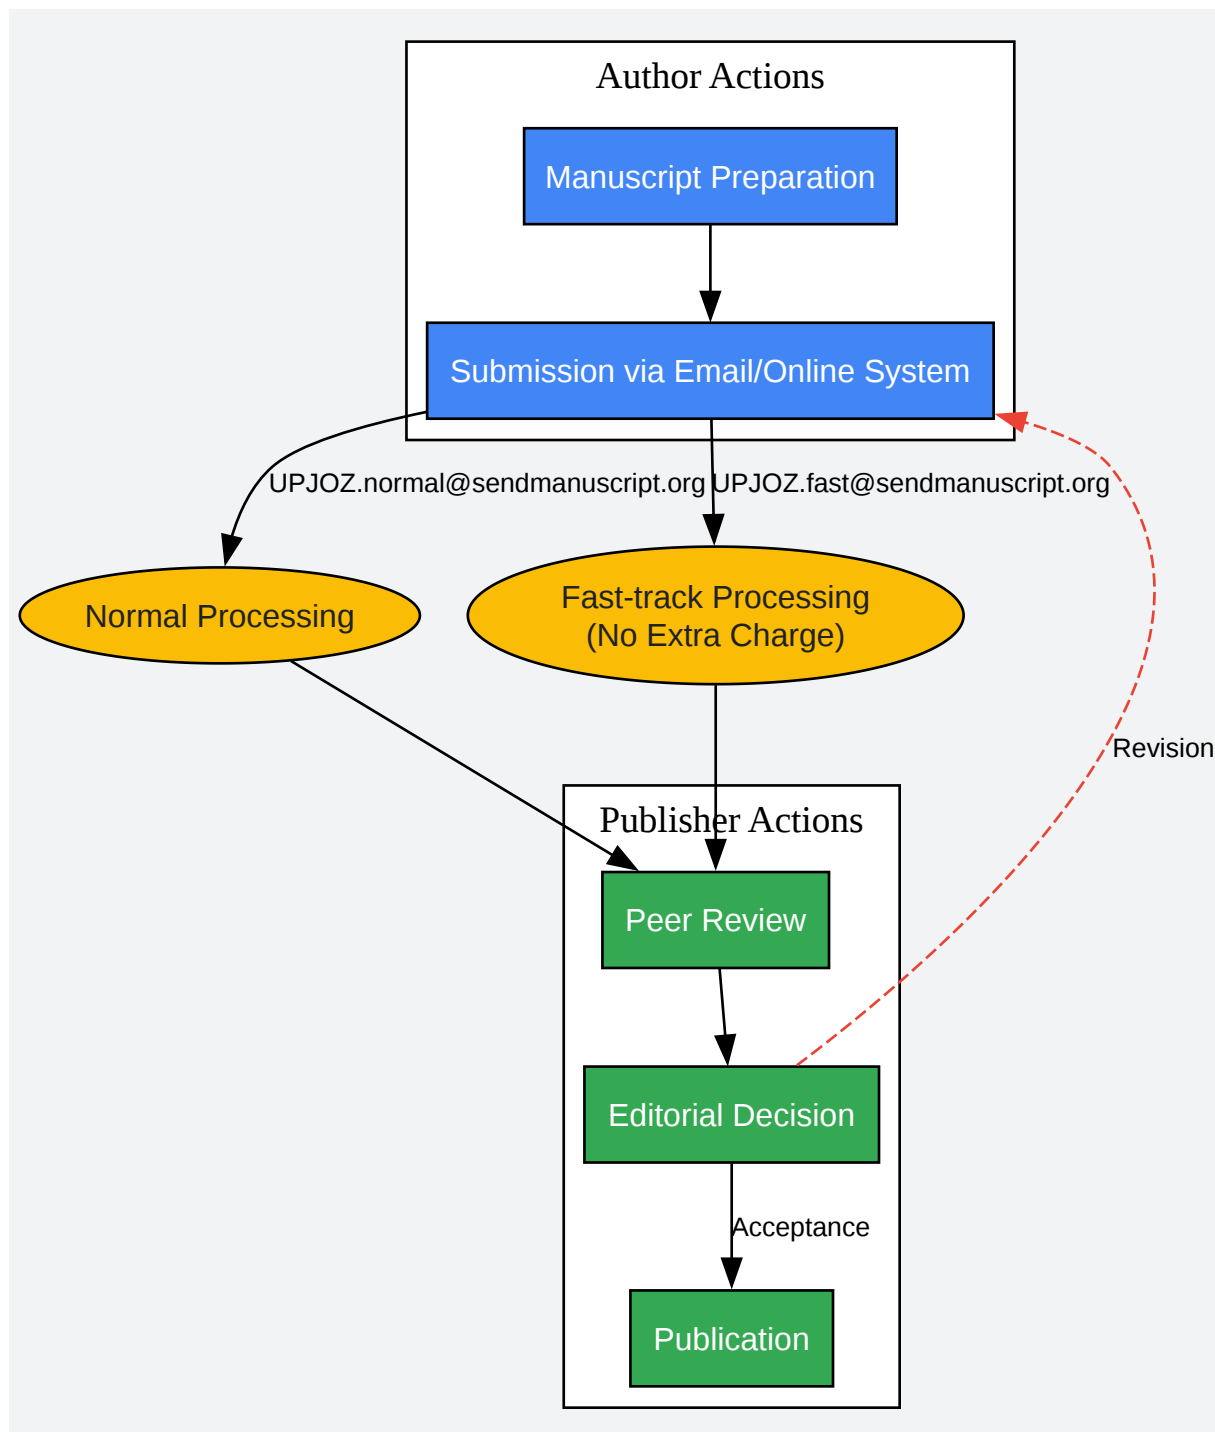 Author Actions
Manuscript Preparation
Submission via Email/Online System
UPJOZ.normal@sendmanuscript.org
UPJOZ.fast@sendmanuscript.org
Normal Processing
Fast-track Processing
(No Extra Charge)
Revision
Publisher Actions
Peer Review
Editorial Decision
Acceptance
Publication